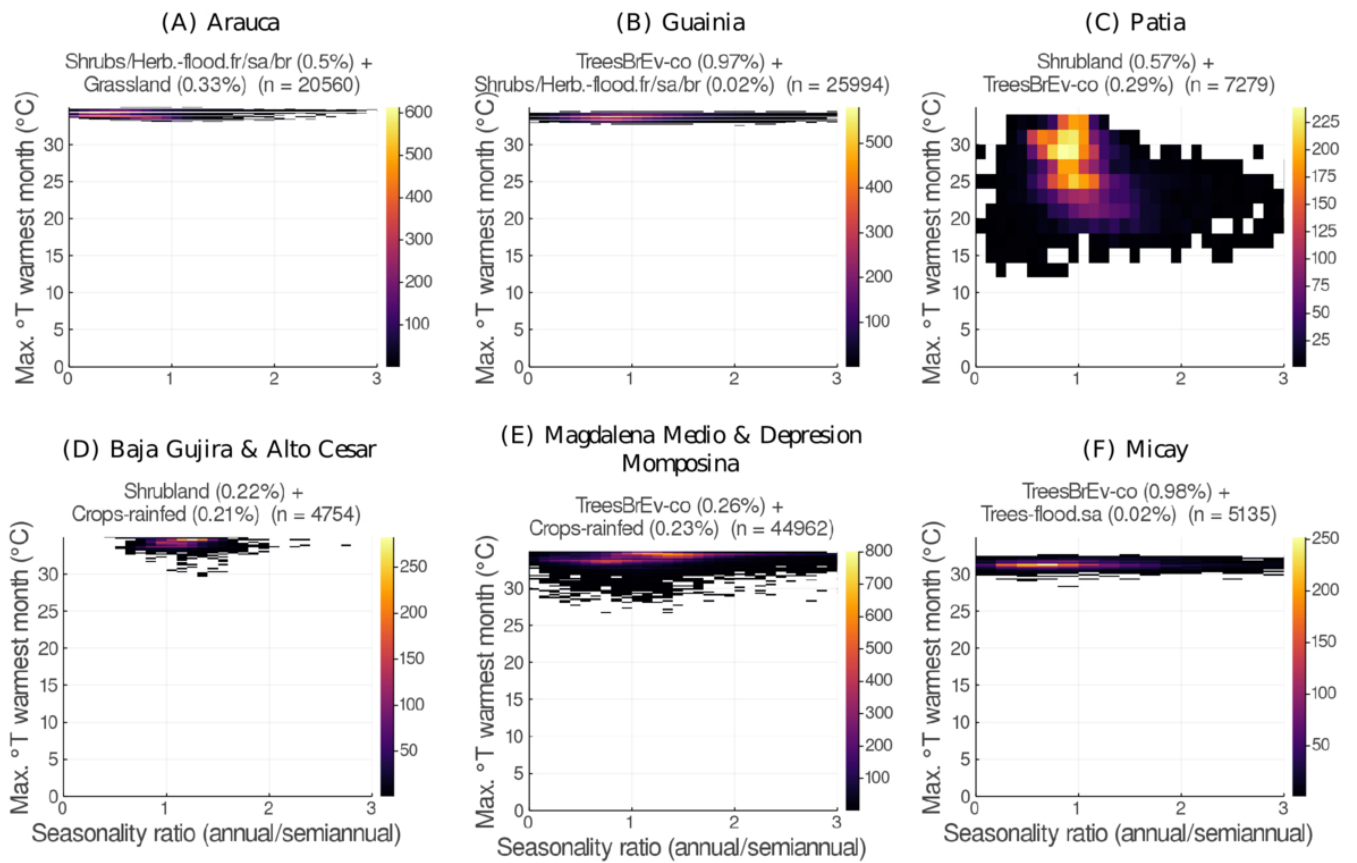 (A) Arauca
Shrubs/Herb.-flood.fr/sa/br (0.5%) +
Grassland (0.33%) (n = 20560)
Max. °T warmest month (°C)
30
25
20
15
10
5
0
0 1 2 3
600
500
400
300
200
100
(B) Guainia
TreesBrEv-co (0.97%) +
Shrubs/Herb.-flood.fr/sa/br (0.02%) (n = 25994)
Max. °T warmest month (°C)
30
25
20
15
10
5
0
0 1 2 3
500
400
300
200
100
(C) Patia
Shrubland (0.57%) +
TreesBrEv-co (0.29%) (n = 7279)
Max. °T warmest month (°C)
30
25
20
15
10
5
0
0 1 2 3
225
200
175
150
125
100
75
50
25
(D) Baja Gujira & Alto Cesar
Shrubland (0.22%) +
Crops-rainfed (0.21%) (n = 4754)
Max. °T warmest month (°C)
30
25
20
15
10
5
0
0 1 2 3
Seasonality ratio (annual/semiannual)
250
200
150
100
50
(E) Magdalena Medio & Depresion
Momposina
TreesBrEv-co (0.26%) +
Crops-rainfed (0.23%) (n = 44962)
Max. °T warmest month (°C)
30
25
20
15
10
5
0
0 1 2 3
Seasonality ratio (annual/semiannual)
800
700
600
500
400
300
200
100
(F) Micay
TreesBrEv-co (0.98%) +
Trees-flood.sa (0.02%) (n = 5135)
Max. °T warmest month (°C)
30
25
20
15
10
5
0
0 1 2 3
Seasonality ratio (annual/semiannual)
250
200
150
100
50